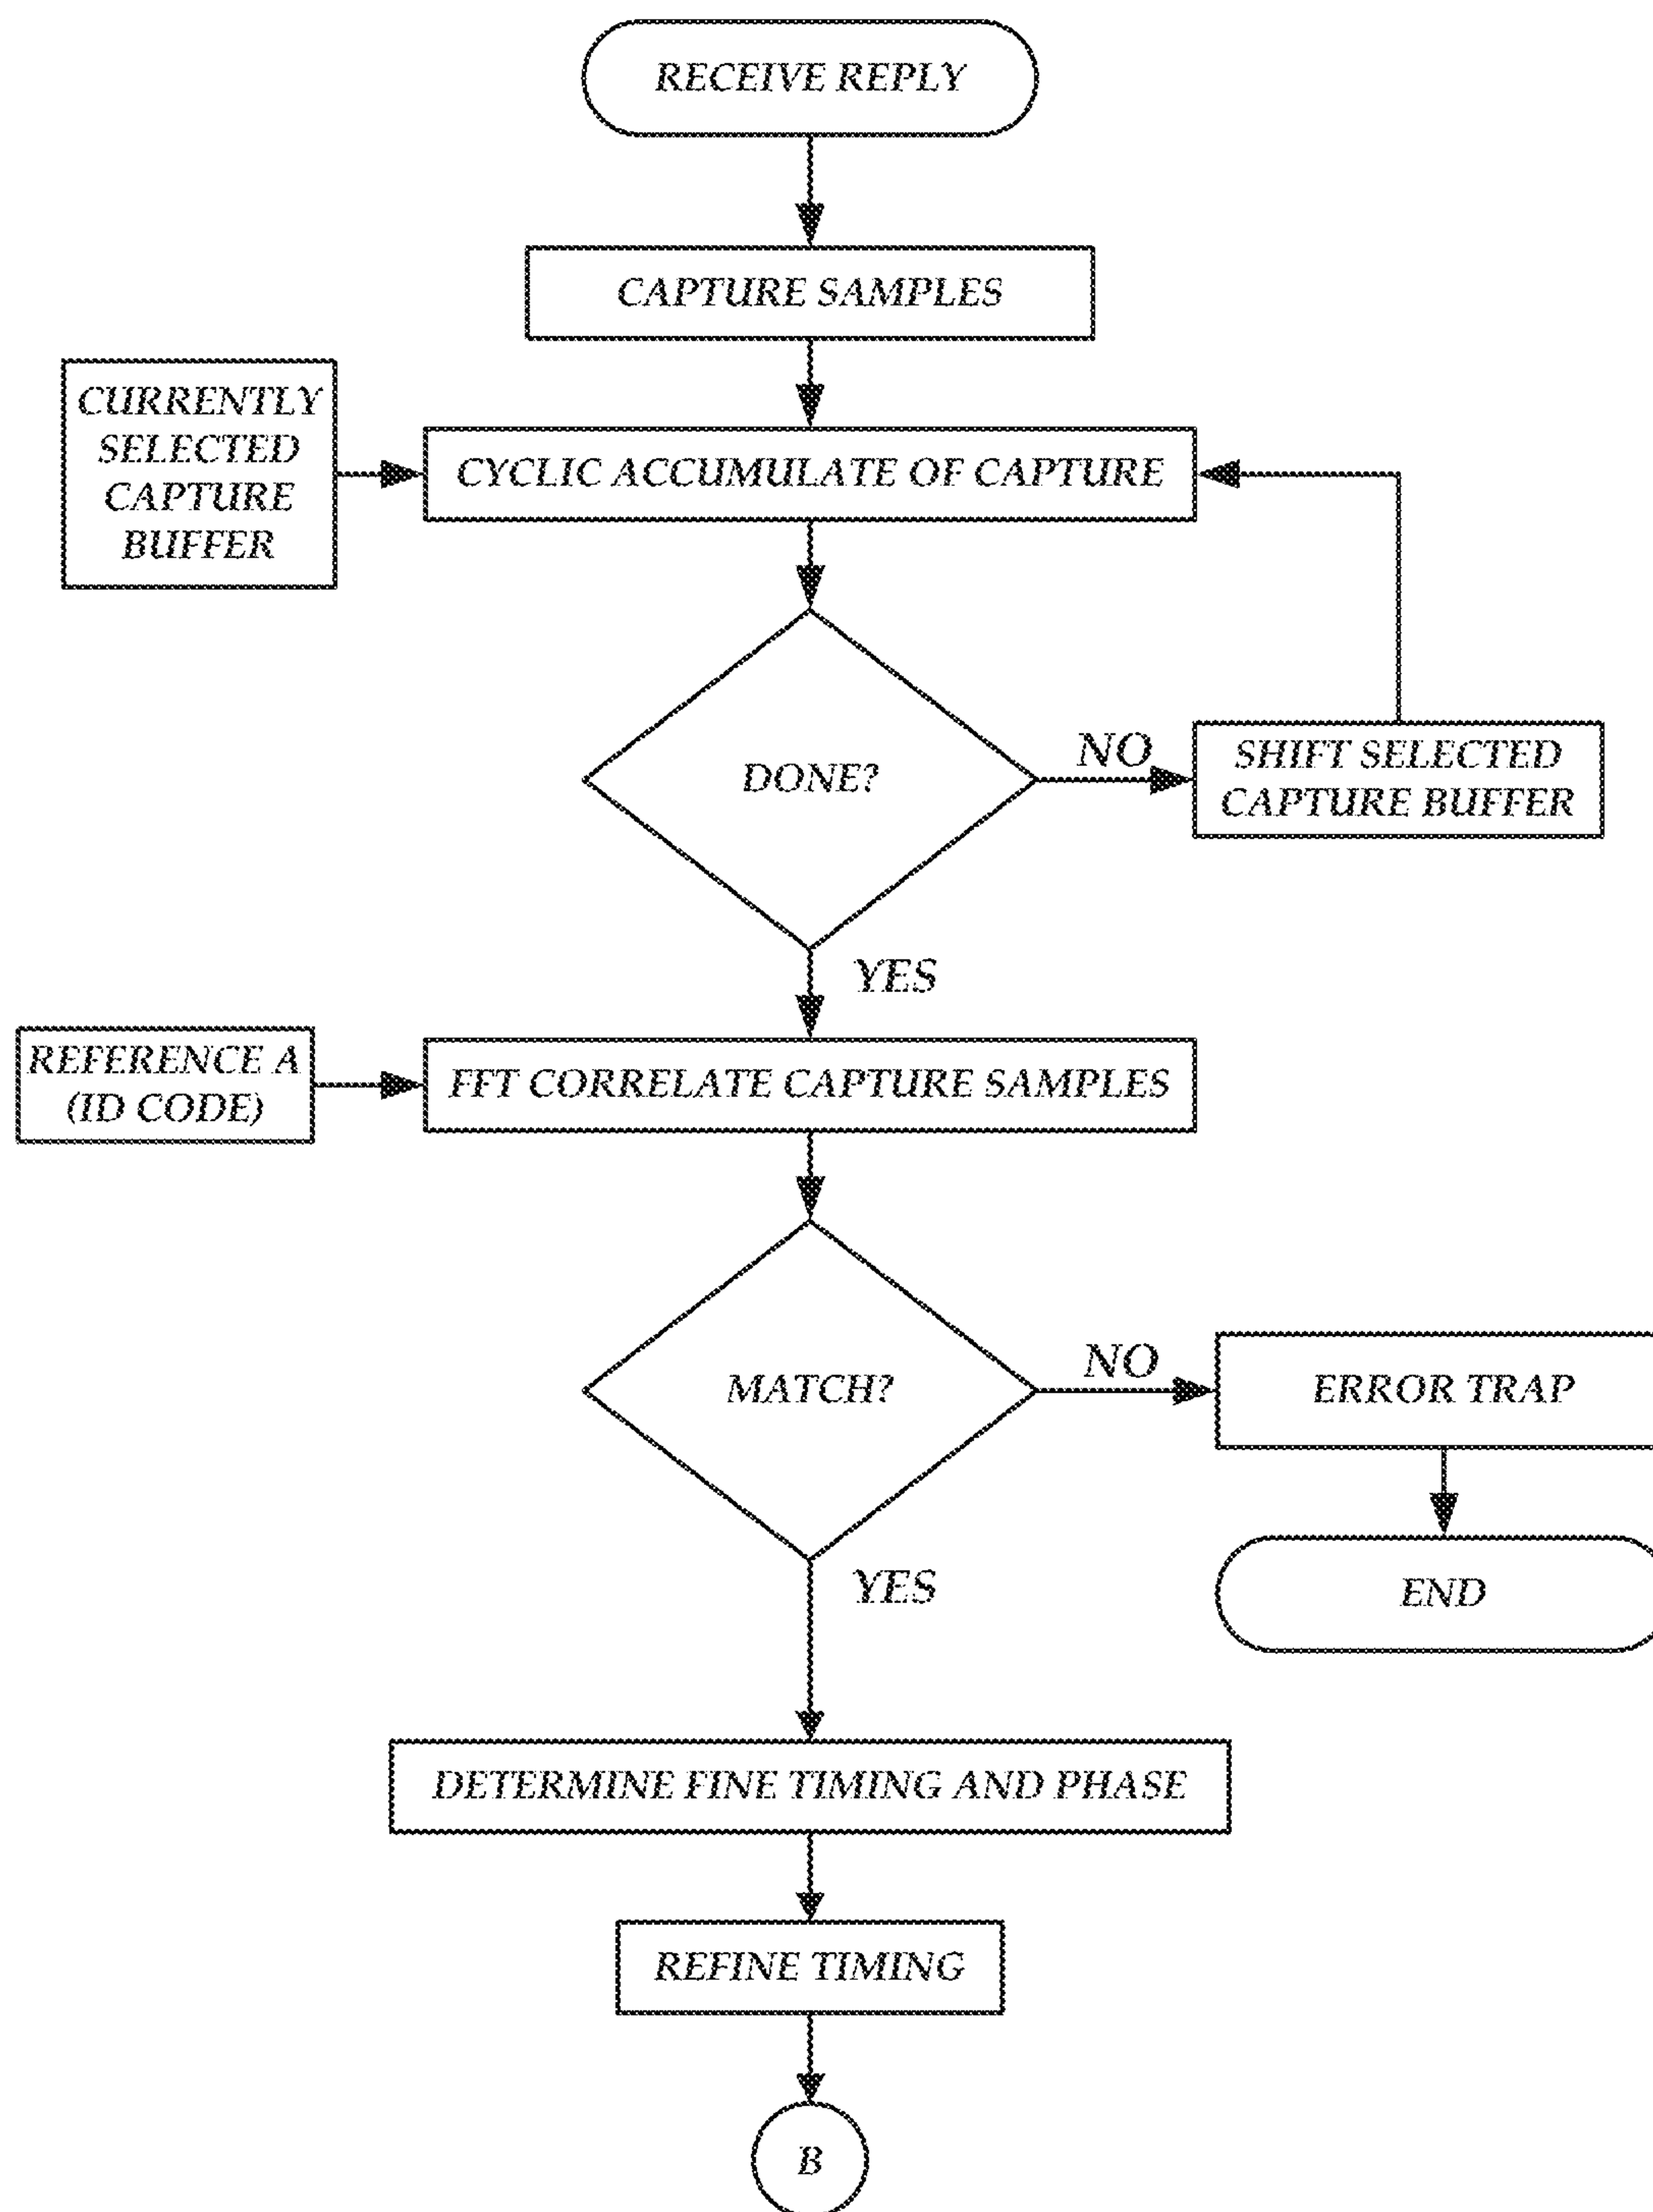 RECEIVE REPLY
CAPTURE SAMPLES
CURRENTLY
SELECTED
CAPTURE
BUFFER
CYCLIC ACCUMULATE OF CAPTURE
DONE?
NO
SHIFT SELECTED
CAPTURE BUFFER
YES
REFERENCE A
(ID CODE)
FFT CORRELATE CAPTURE SAMPLES
MATCH?
NO
ERROR TRAP
END
YES
DETERMINE FINE TIMING AND PHASE
REFINE TIMING
B